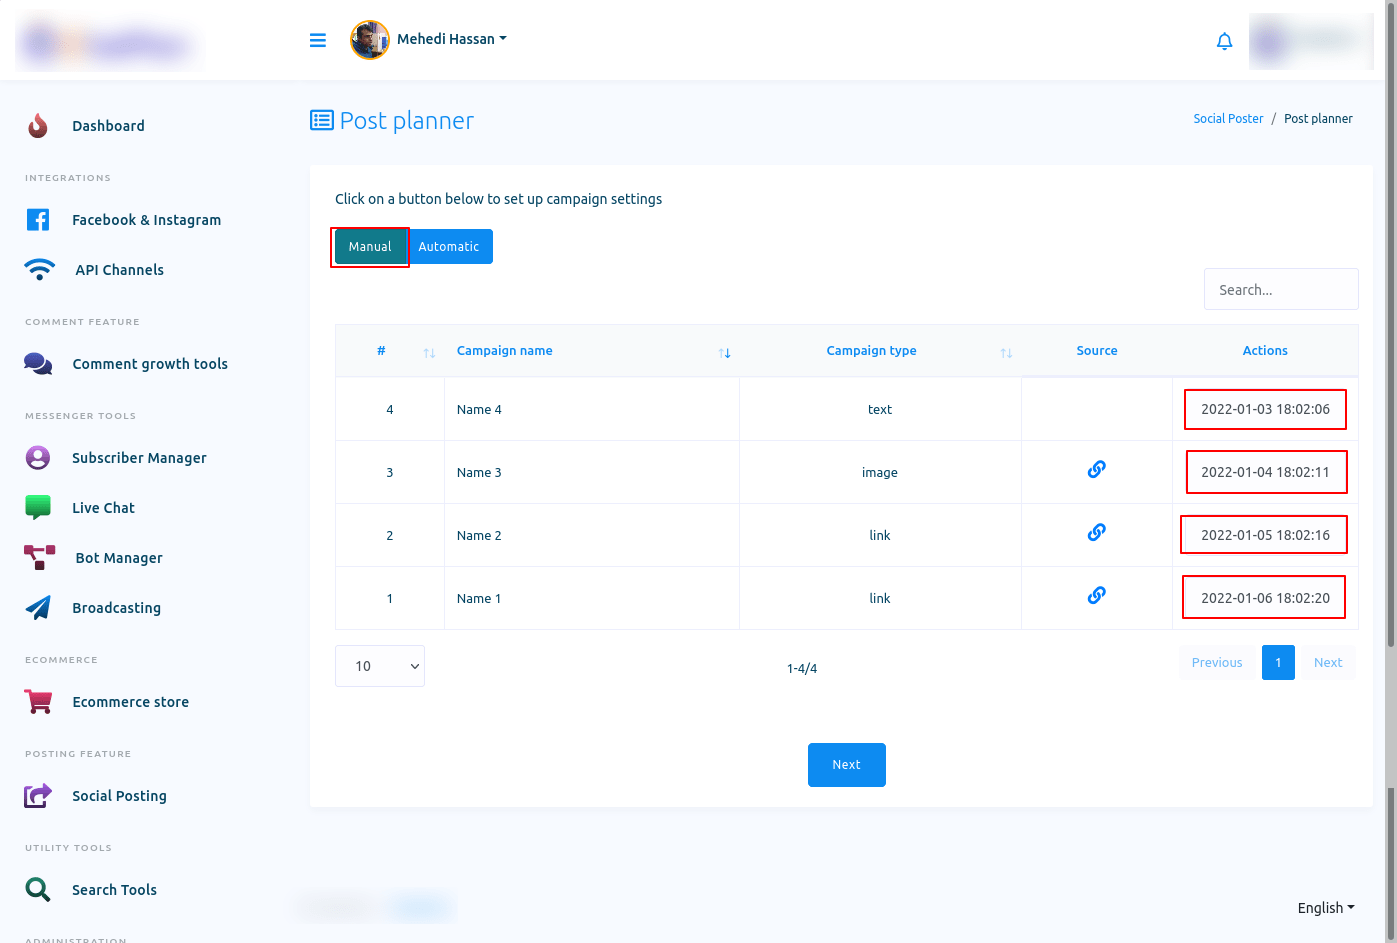 Mehedi Hassan
Dashboard
INTEGRATIONS
Facebook & Instagram
API Channels
COMMENT FEATURE
Comment growth tools
MESSENGER TOOLS
Subscriber Manager
Live Chat
Bot Manager
Broadcasting
ECOMMERCE
Ecommerce store
POSTING FEATURE
Social Posting
UTILITY TOOLS
Search Tools
ADMINISTRATION
Post planner
Social Poster / Post planner
Click on a button below to set up campaign settings
Manual Automatic
Search...
# Campaign name Campaign type Source Actions
4 Name 4 text 2022-01-03 18:02:06
3 Name 3 image 2022-01-04 18:02:11
2 Name 2 link 2022-01-05 18:02:16
1 Name 1 link 2022-01-06 18:02:20
10 1-4/4 Previous 1 Next
Next
English